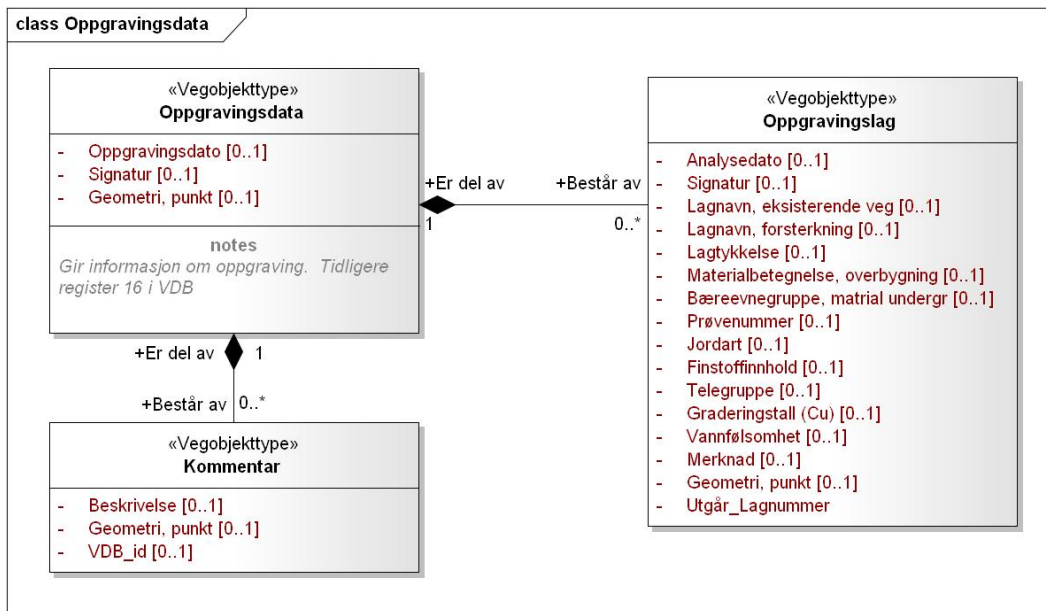 class Oppgravingsdata
«Vegobjekttype»
Oppgravingsdata
- Oppgravingsdato [0..1]
- Signatur [0..1]
- Geometri, punkt [0..1]
notes
Gir informasjon om oppgraving. Tidligere
register 16 i VDB
+Er del av
1
+Består av
0..*
«Vegobjekttype»
Oppgravingslag
- Analysedato [0..1]
- Signatur [0..1]
- Lagnavn, eksisterende veg [0..1]
- Lagnavn, forsterkning [0..1]
- Lagtykkelse [0..1]
- Materialbetegnelse, overbygning [0..1]
- Bæreevnegruppe, matrial undergr [0..1]
- Prøvenummer [0..1]
- Jordart [0..1]
- Finstoffinnhold [0..1]
- Telegruppe [0..1]
- Graderingstall (Cu) [0..1]
- Vannfølsomhet [0..1]
- Merknad [0..1]
- Geometri, punkt [0..1]
- Utgår_Lagnummer
+Er del av
1
+Består av
0..*
«Vegobjekttype»
Kommentar
- Beskrivelse [0..1]
- Geometri, punkt [0..1]
- VDB_id [0..1]